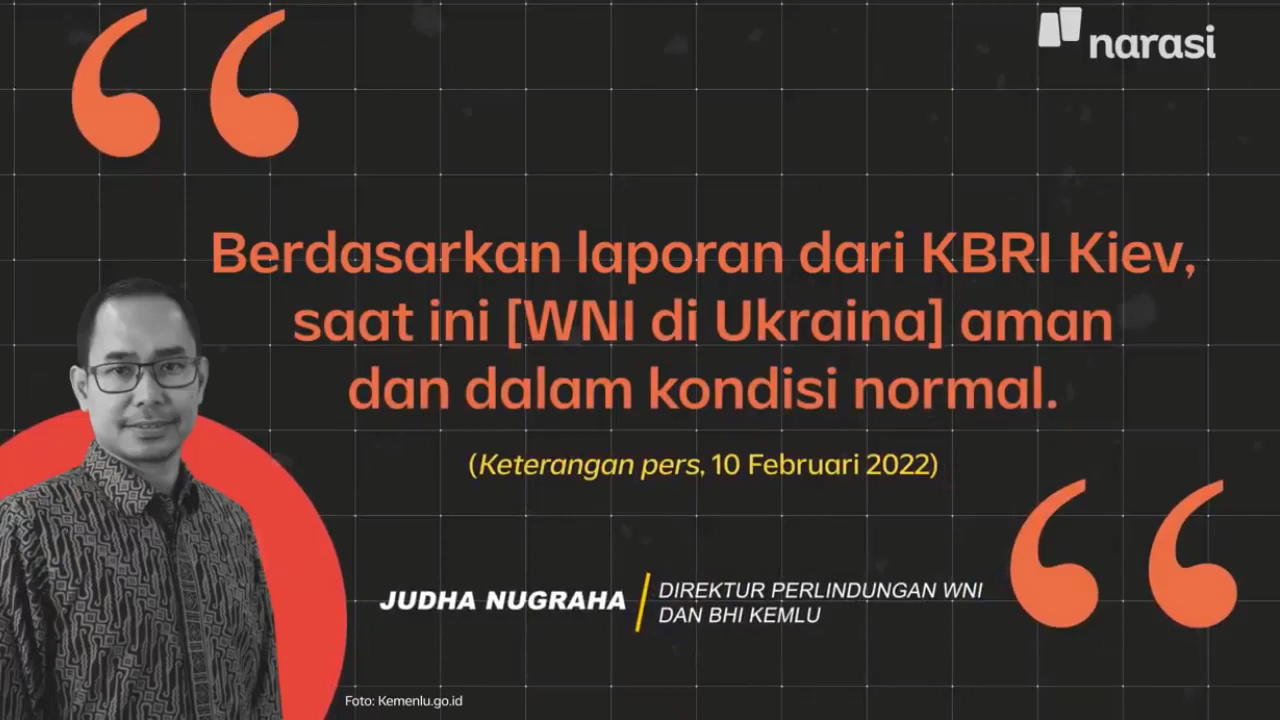 narasi
Berdasarkan laporan dari KBRI Kiev,
saat ini [WNI di Ukraina] aman
dan dalam kondisi normal.
(Keterangan pers, 10 Februari 2022)
JUDHA NUGRAHA
DIREKTUR PERLINDUNGAN WNI
DAN BHI KEMLU
Foto: Kemenlu.go.id